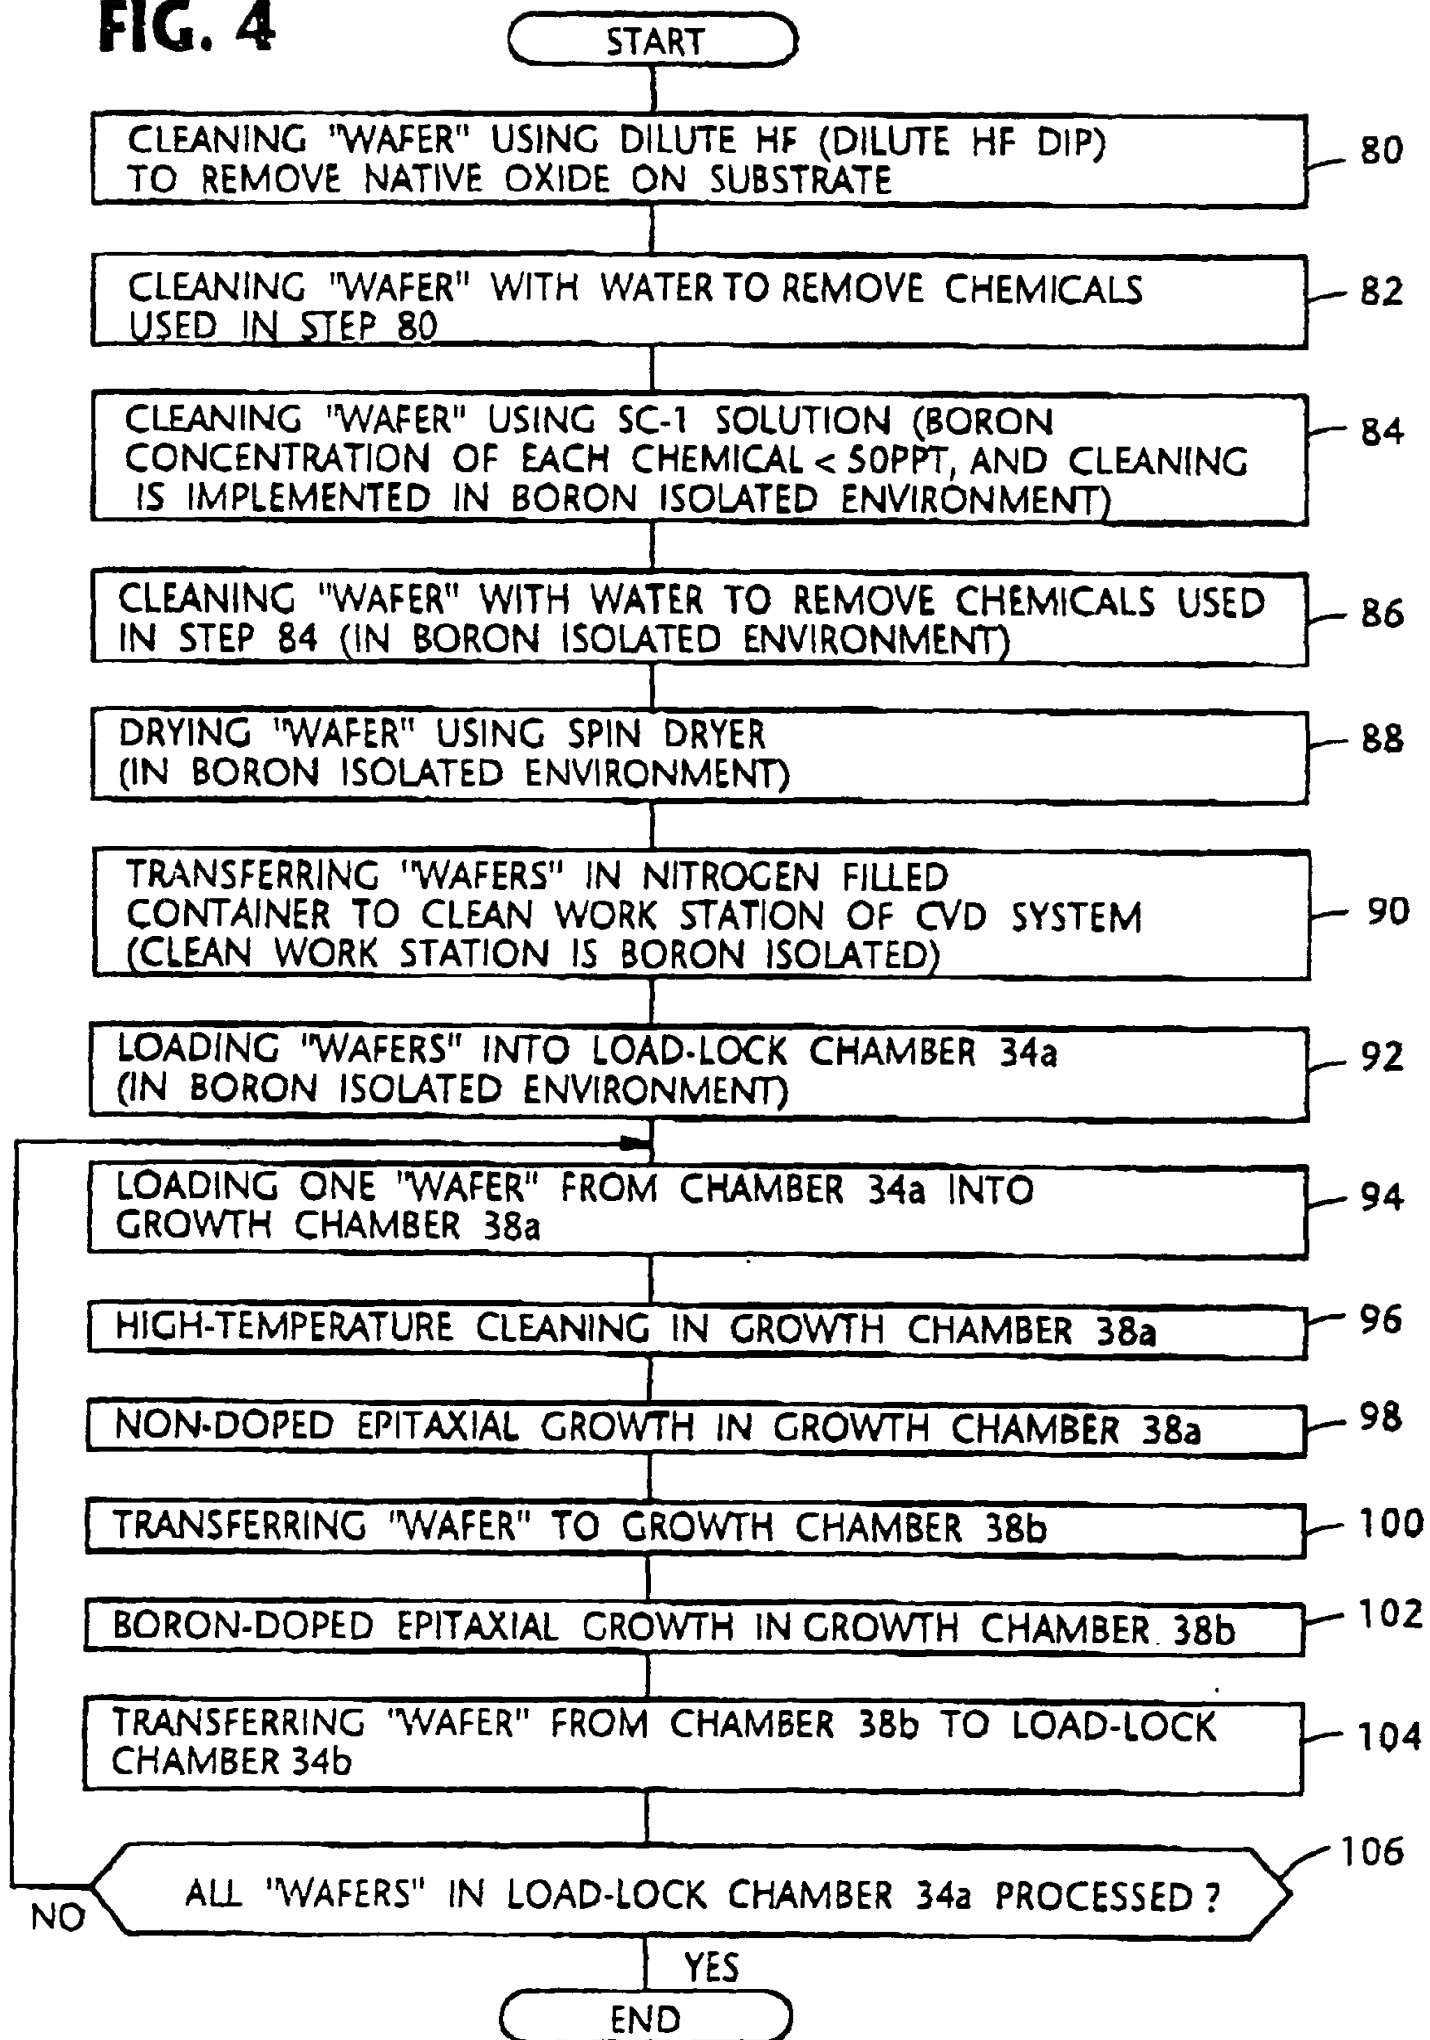 FIG. 4
START
CLEANING "WAFER" USING DILUTE HF (DILUTE HF DIP)
TO REMOVE NATIVE OXIDE ON SUBSTRATE
80
CLEANING "WAFER" WITH WATER TO REMOVE CHEMICALS
USED IN STEP 80
82
CLEANING "WAFER" USING SC-1 SOLUTION (BORON
CONCENTRATION OF EACH CHEMICAL < 50PPT, AND CLEANING
IS IMPLEMENTED IN BORON ISOLATED ENVIRONMENT)
84
CLEANING "WAFER" WITH WATER TO REMOVE CHEMICALS USED
IN STEP 84 (IN BORON ISOLATED ENVIRONMENT)
86
DRYING "WAFER" USING SPIN DRYER
(IN BORON ISOLATED ENVIRONMENT)
88
TRANSFERRING "WAFERS" IN NITROGEN FILLED
CONTAINER TO CLEAN WORK STATION OF CVD SYSTEM
(CLEAN WORK STATION IS BORON ISOLATED)
90
LOADING "WAFERS" INTO LOAD-LOCK CHAMBER 34a
(IN BORON ISOLATED ENVIRONMENT)
92
LOADING ONE "WAFER" FROM CHAMBER 34a INTO
GROWTH CHAMBER 38a
94
HIGH-TEMPERATURE CLEANING IN GROWTH CHAMBER 38a
96
NON-DOPED EPITAXIAL GROWTH IN GROWTH CHAMBER 38a
98
TRANSFERRING "WAFER" TO GROWTH CHAMBER 38b
100
BORON-DOPED EPITAXIAL GROWTH IN GROWTH CHAMBER 38b
102
TRANSFERRING "WAFER" FROM CHAMBER 38b TO LOAD-LOCK
CHAMBER 34b
104
ALL "WAFERS" IN LOAD-LOCK CHAMBER 34a PROCESSED ?
106
NO
YES
END